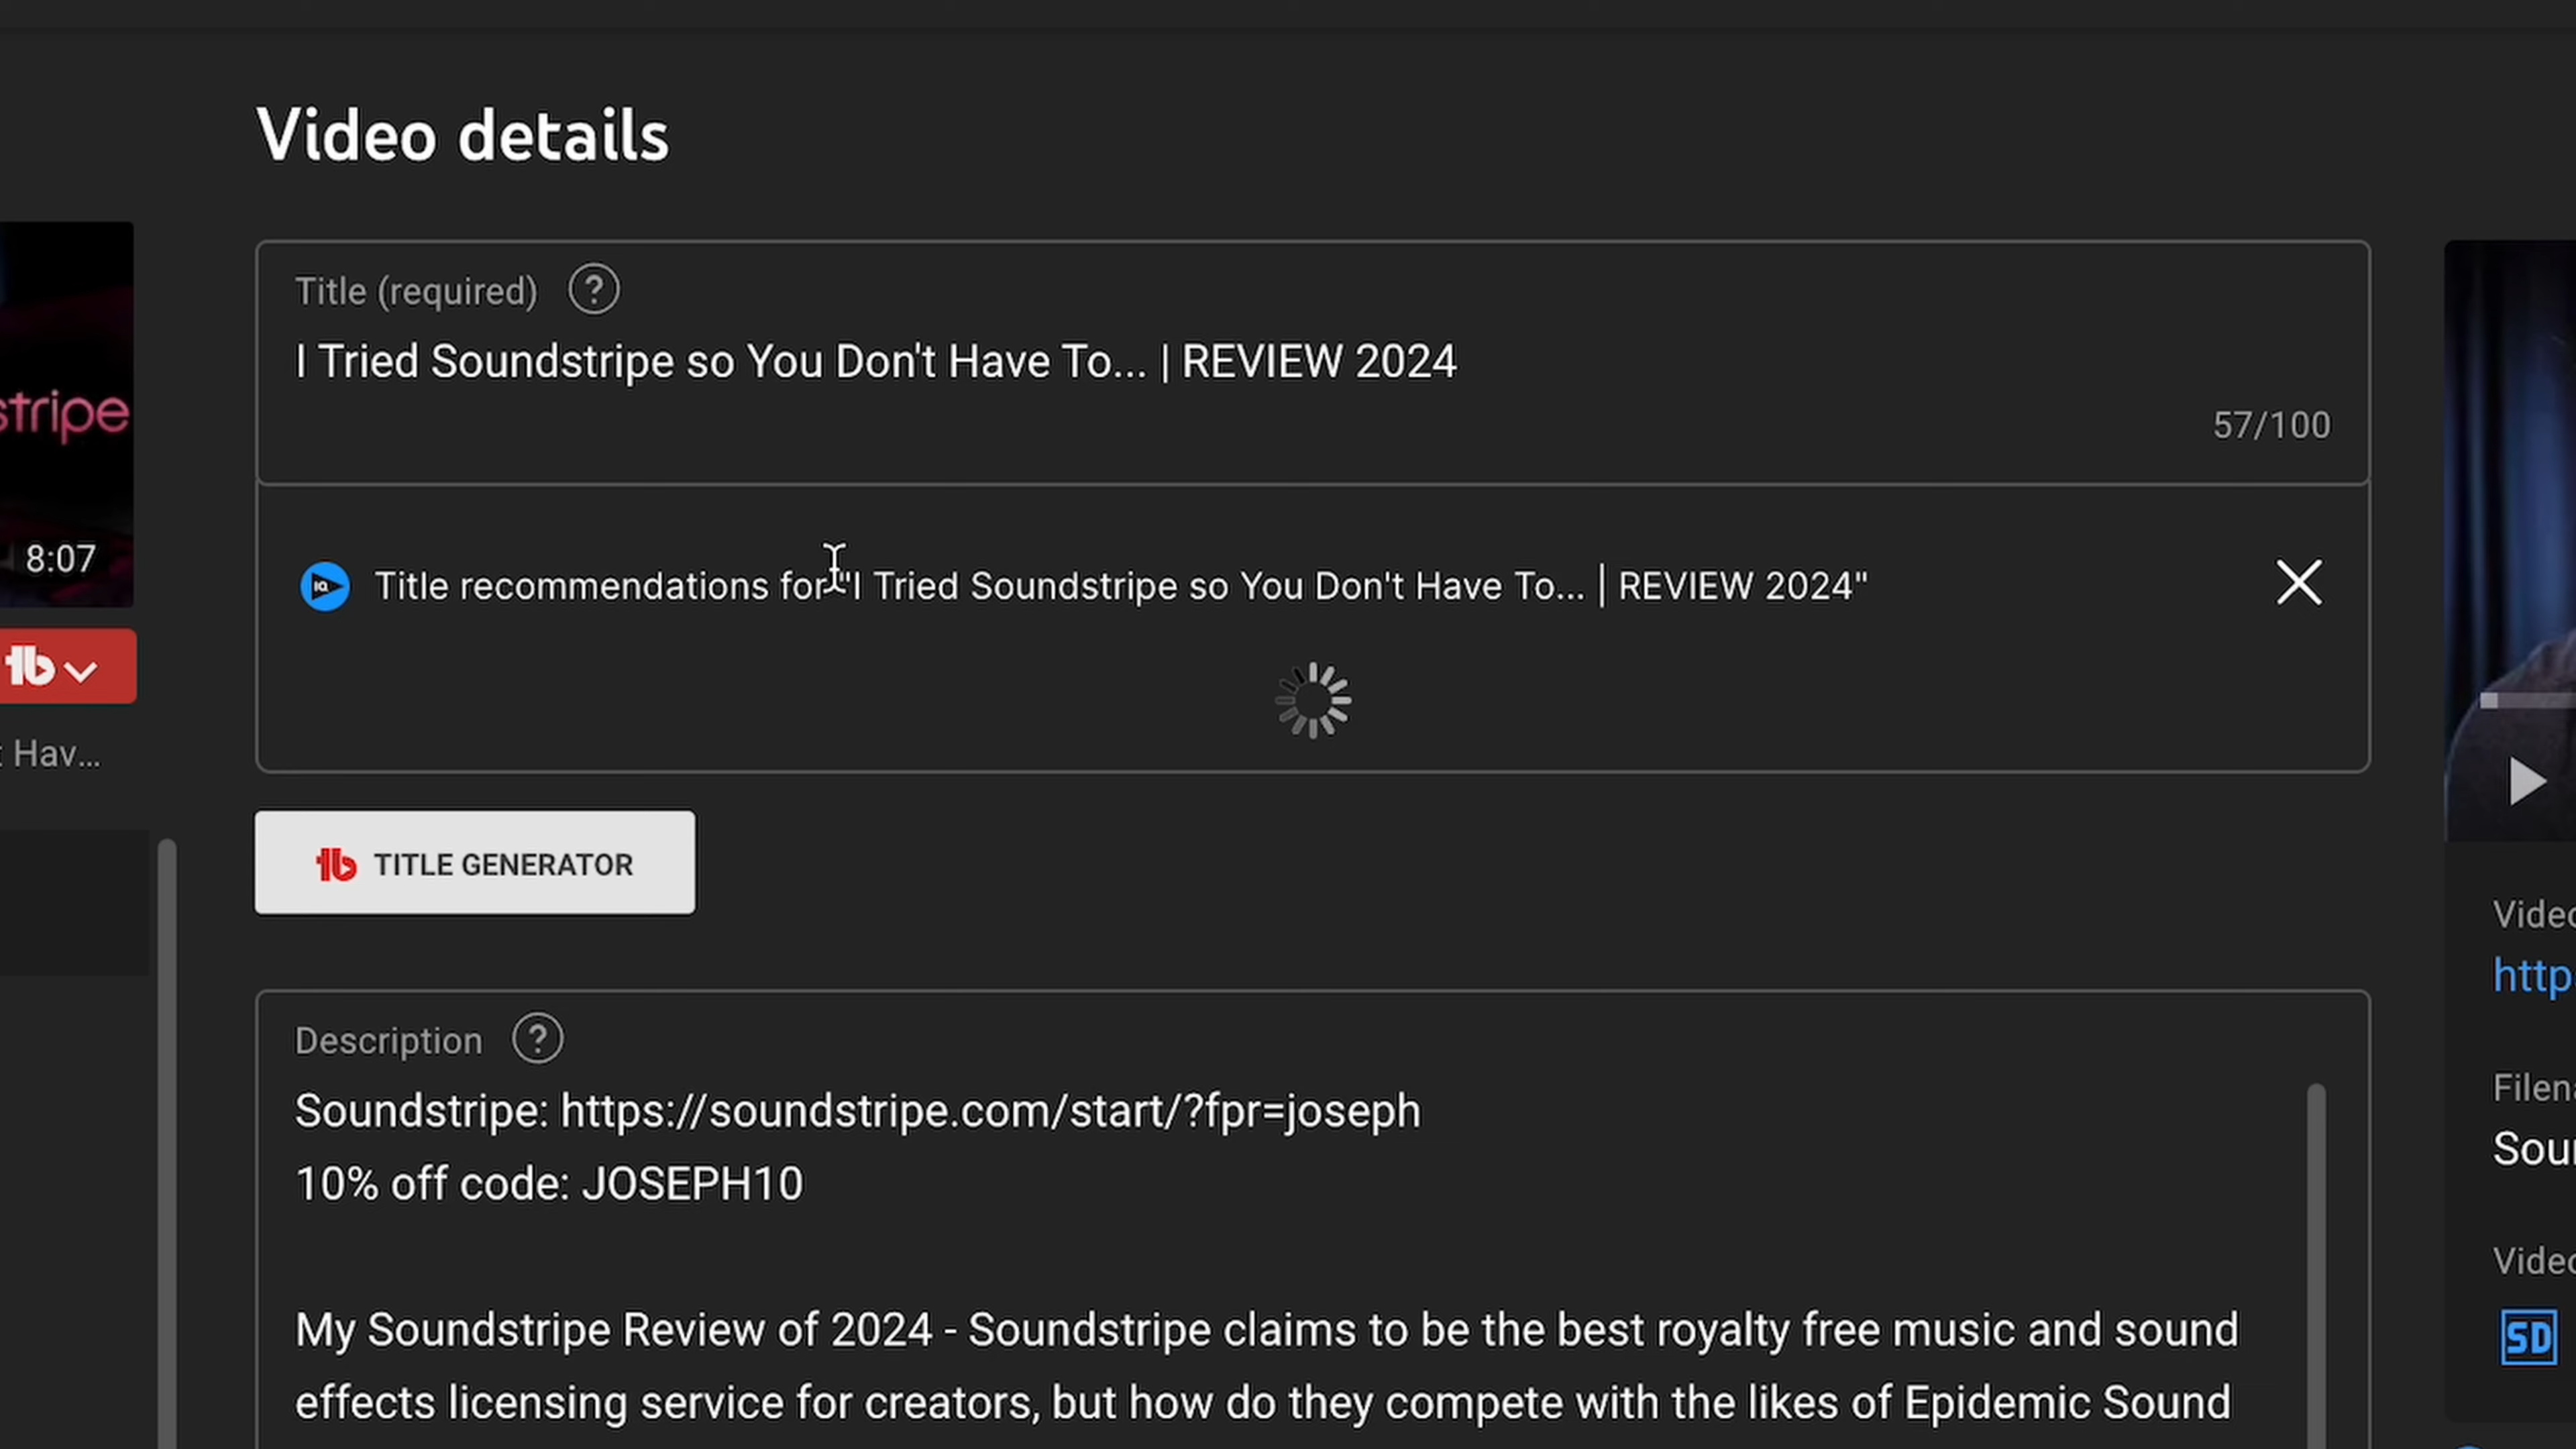 Video details
stripe
8:07
t Hav...
Title (required) ?
I Tried Soundstripe so You Don't Have To... | REVIEW 2024
57/100
IQ Title recommendations for "I Tried Soundstripe so You Don't Have To... | REVIEW 2024"
tb TITLE GENERATOR
Description ?
Soundstripe: https://soundstripe.com/start/?fpr=joseph
10% off code: JOSEPH10
My Soundstripe Review of 2024 - Soundstripe claims to be the best royalty free music and sound
effects licensing service for creators, but how do they compete with the likes of Epidemic Sound
Video
http
Filena
Soun
Video
SD